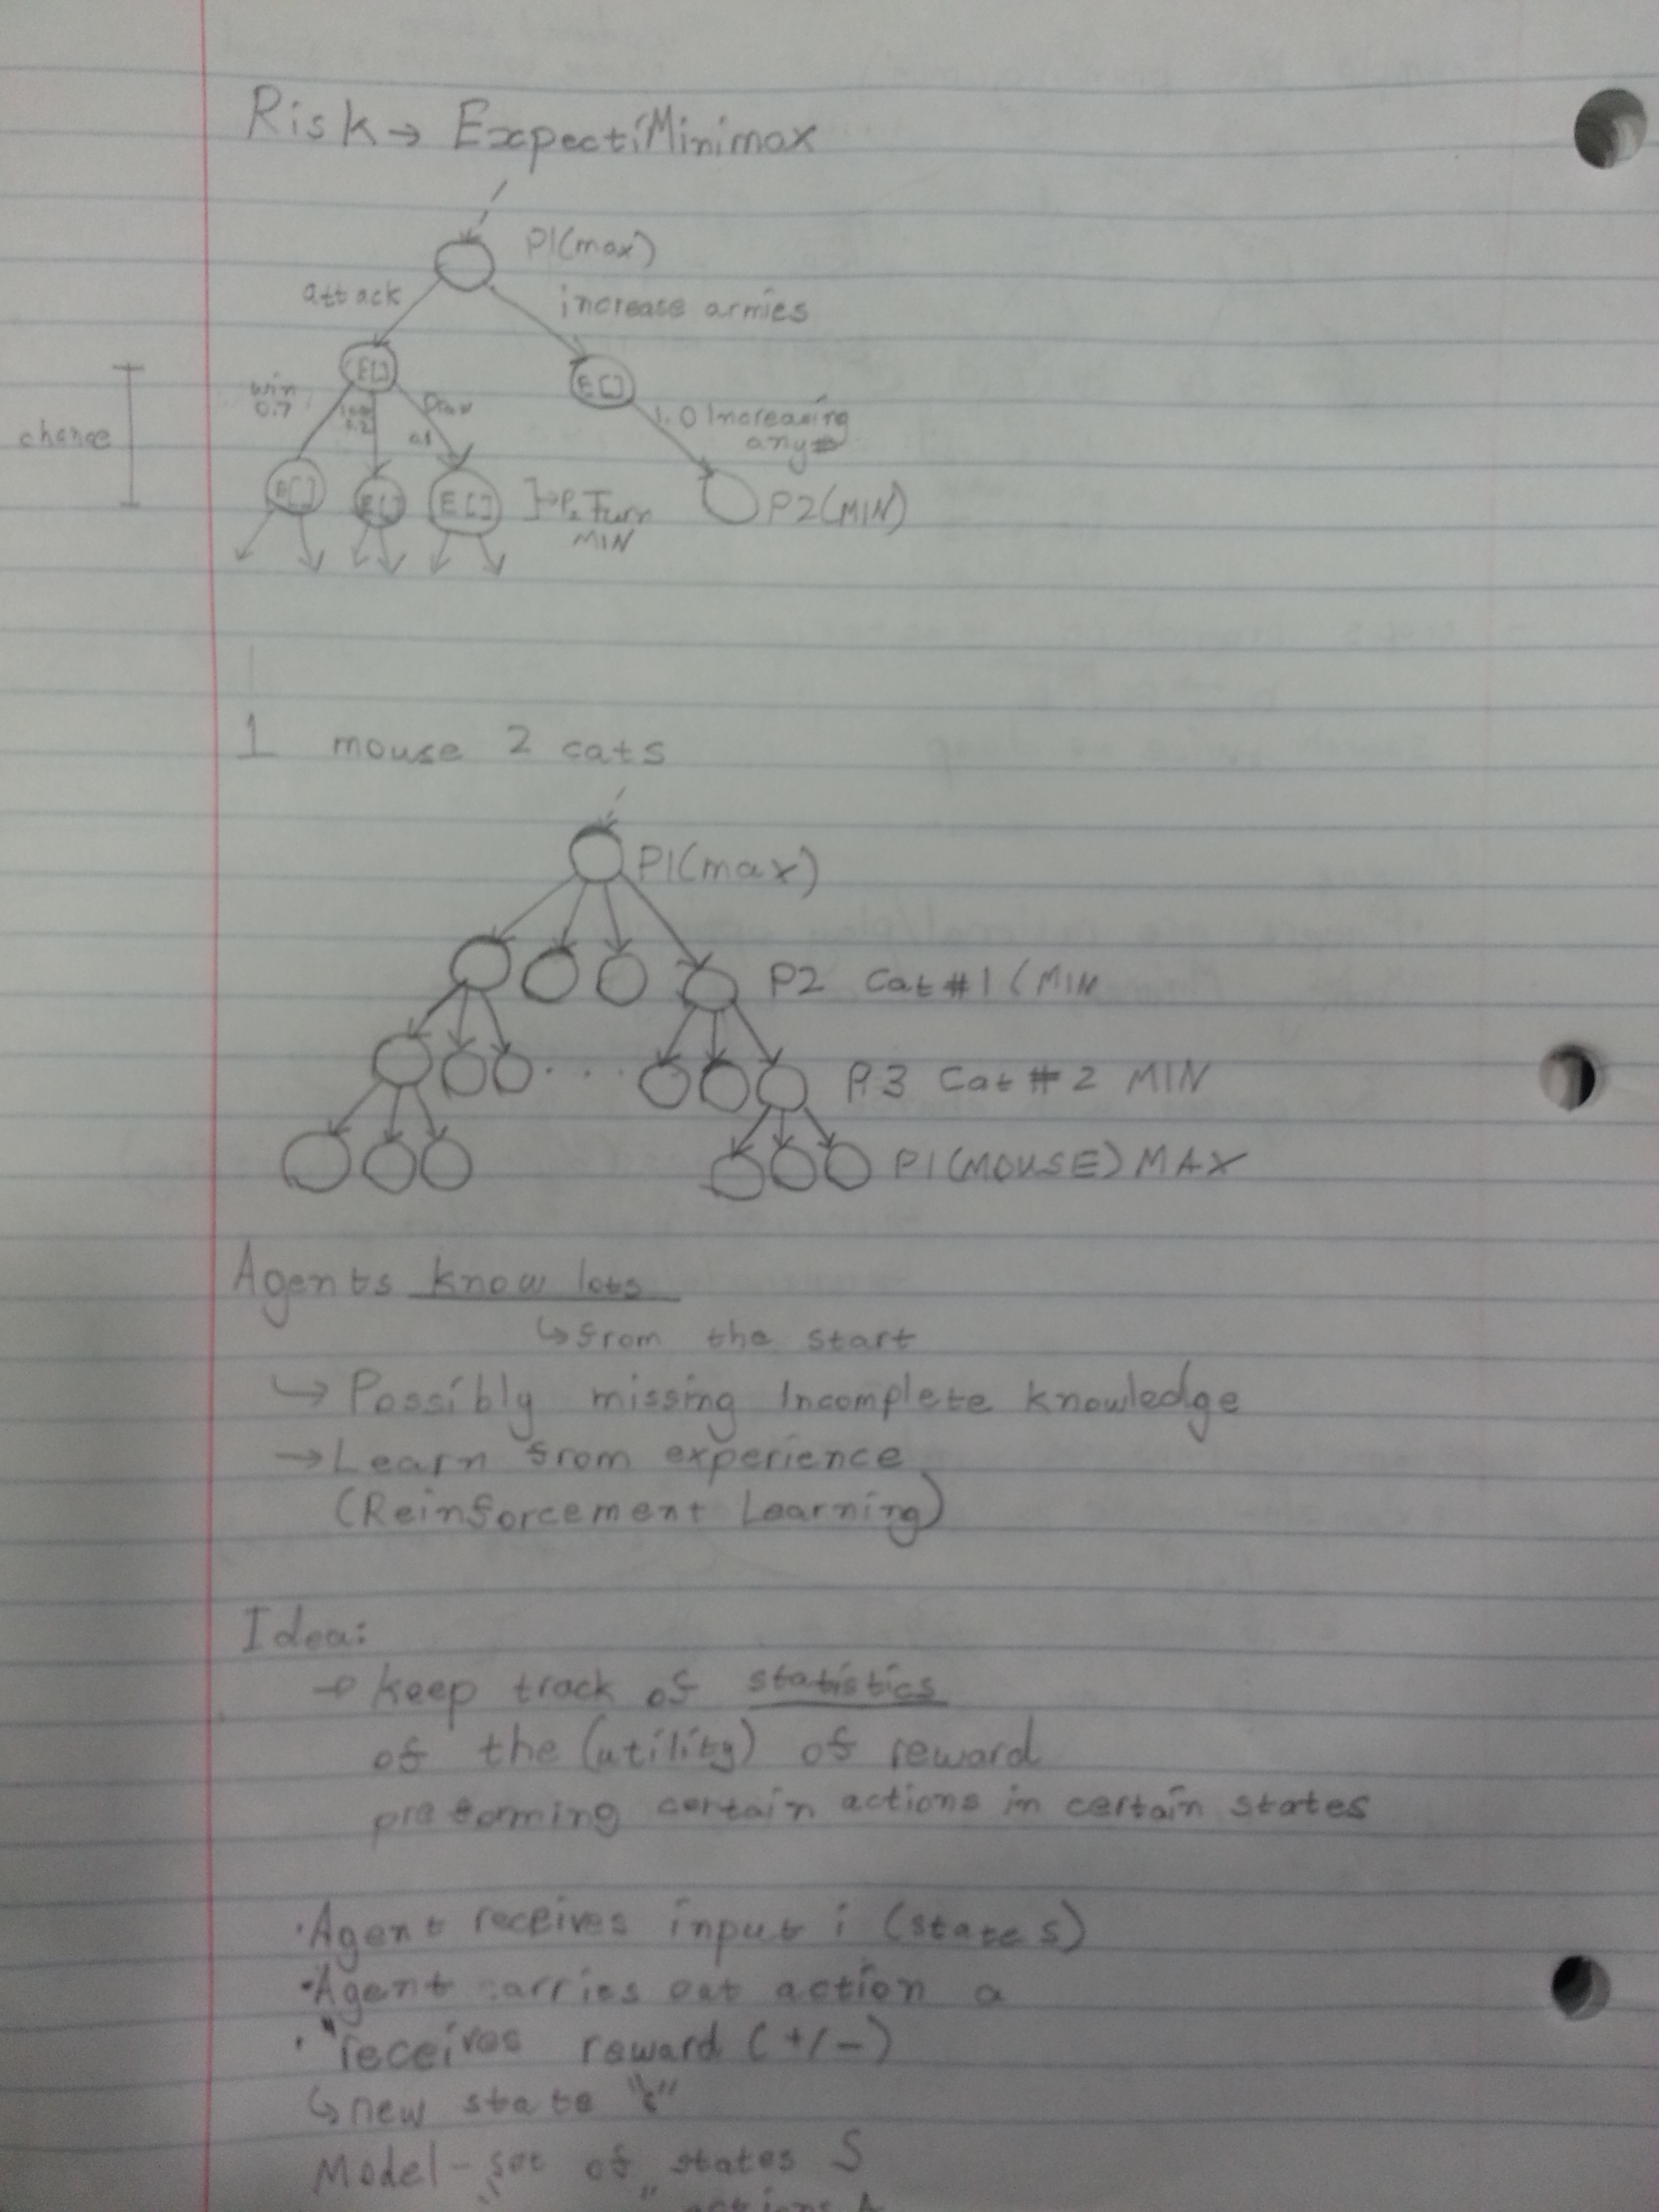 Risk → ExpectiMinimax
P1(max)
attack
increase armies
E[] E[]
win
0.7
loss
0.2
Draw
0.1
1.0 Increasing
any #
chance
E[] E[] E[] P2 Turn
MIN
P2(MIN)
1 mouse 2 cats
P1(max)
P2 Cat #1 (MIN
P3 Cat #2 MIN
P1(MOUSE) MAX
Agents know lots
↳ from the start
↳ Possibly missing Incomplete knowledge
→ Learn from experience
(Reinforcement Learning)
Idea:
→ keep track of statistics
of the (utility) of reward
preforming certain actions in certain states
· Agent receives input i (state s)
· Agent carries out action a
· " receives reward (+/-)
↳ new state
Model - set of states S
" " actions A